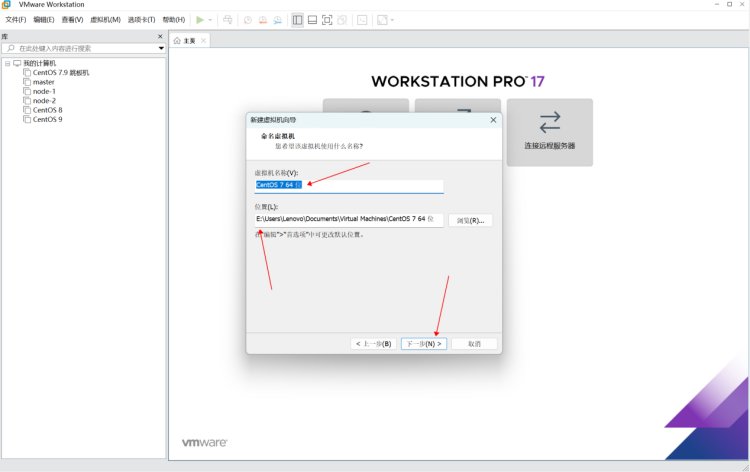 VMware Workstation
文件(F) 编辑(E) 查看(V) 虚拟机(M) 选项卡(T) 帮助(H)
库
在此处键入内容进行搜索
我的计算机
CentOS 7.9 跳板机
master
node-1
node-2
CentOS 8
CentOS 9
主页
WORKSTATION PRO™ 17
连接远程服务器
新建虚拟机向导
命名虚拟机
您希望该虚拟机使用什么名称?
虚拟机名称(V):
CentOS 7 64 位
位置(L):
E:\Users\Lenovo\Documents\Virtual Machines\CentOS 7 64 位
浏览(R)...
在"编辑">"首选项"中可更改默认位置。
< 上一步(B)
下一步(N) >
取消
vmware